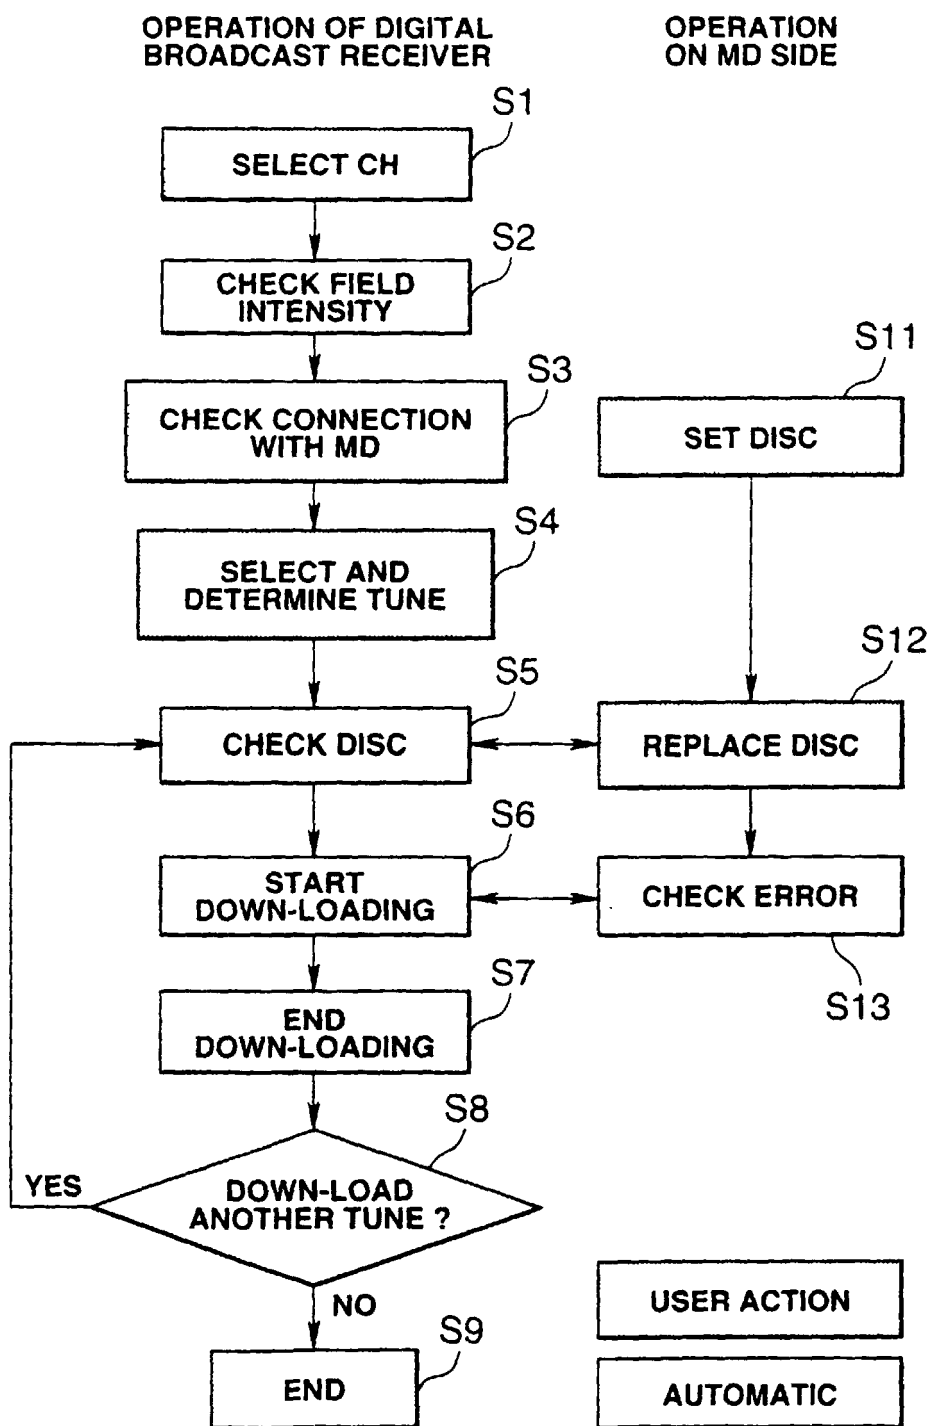 OPERATION OF DIGITAL
BROADCAST RECEIVER
OPERATION
ON MD SIDE
S1
SELECT CH
S2
CHECK FIELD
INTENSITY
S3
CHECK CONNECTION
WITH MD
S11
SET DISC
S4
SELECT AND
DETERMINE TUNE
S5
CHECK DISC
S12
REPLACE DISC
S6
START
DOWN-LOADING
CHECK ERROR
S13
S7
END
DOWN-LOADING
S8
DOWN-LOAD
ANOTHER TUNE ?
YES
NO
S9
END
USER ACTION
AUTOMATIC